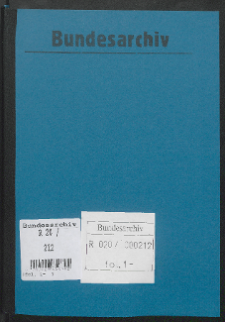 Bundesarchiv
Bundesarchiv
R 20 /
212
Bundesarchiv
R 020 / 000212
fol. 1-